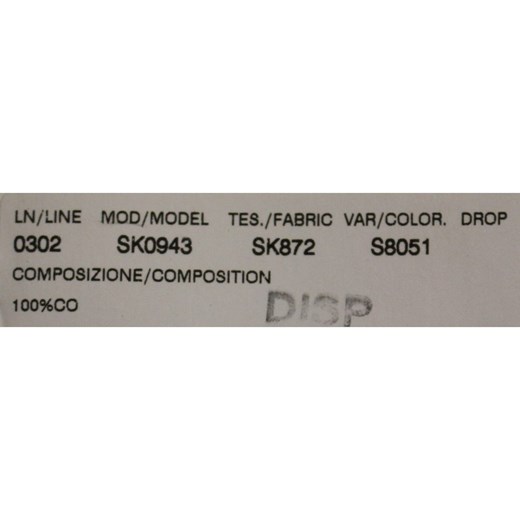 LN/LINE MOD/MODEL TES./FABRIC VAR/COLOR. DROP
0302 SK0943 SK872 S8051
COMPOSIZIONE/COMPOSITION
100%CO DISP